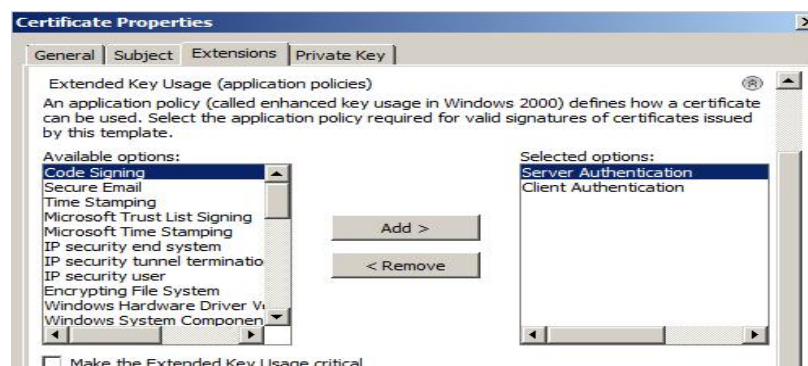 Certificate Properties
General Subject Extensions Private Key
Extended Key Usage (application policies)
An application policy (called enhanced key usage in Windows 2000) defines how a certificate
can be used. Select the application policy required for valid signatures of certificates issued
by this template.
Available options:
Code Signing
Secure Email
Time Stamping
Microsoft Trust List Signing
Microsoft Time Stamping
IP security end system
IP security tunnel terminatio
IP security user
Encrypting File System
Windows Hardware Driver V
Windows System Componen
Add >
< Remove
Selected options:
Server Authentication
Client Authentication
Make the Extended Key Usage critical